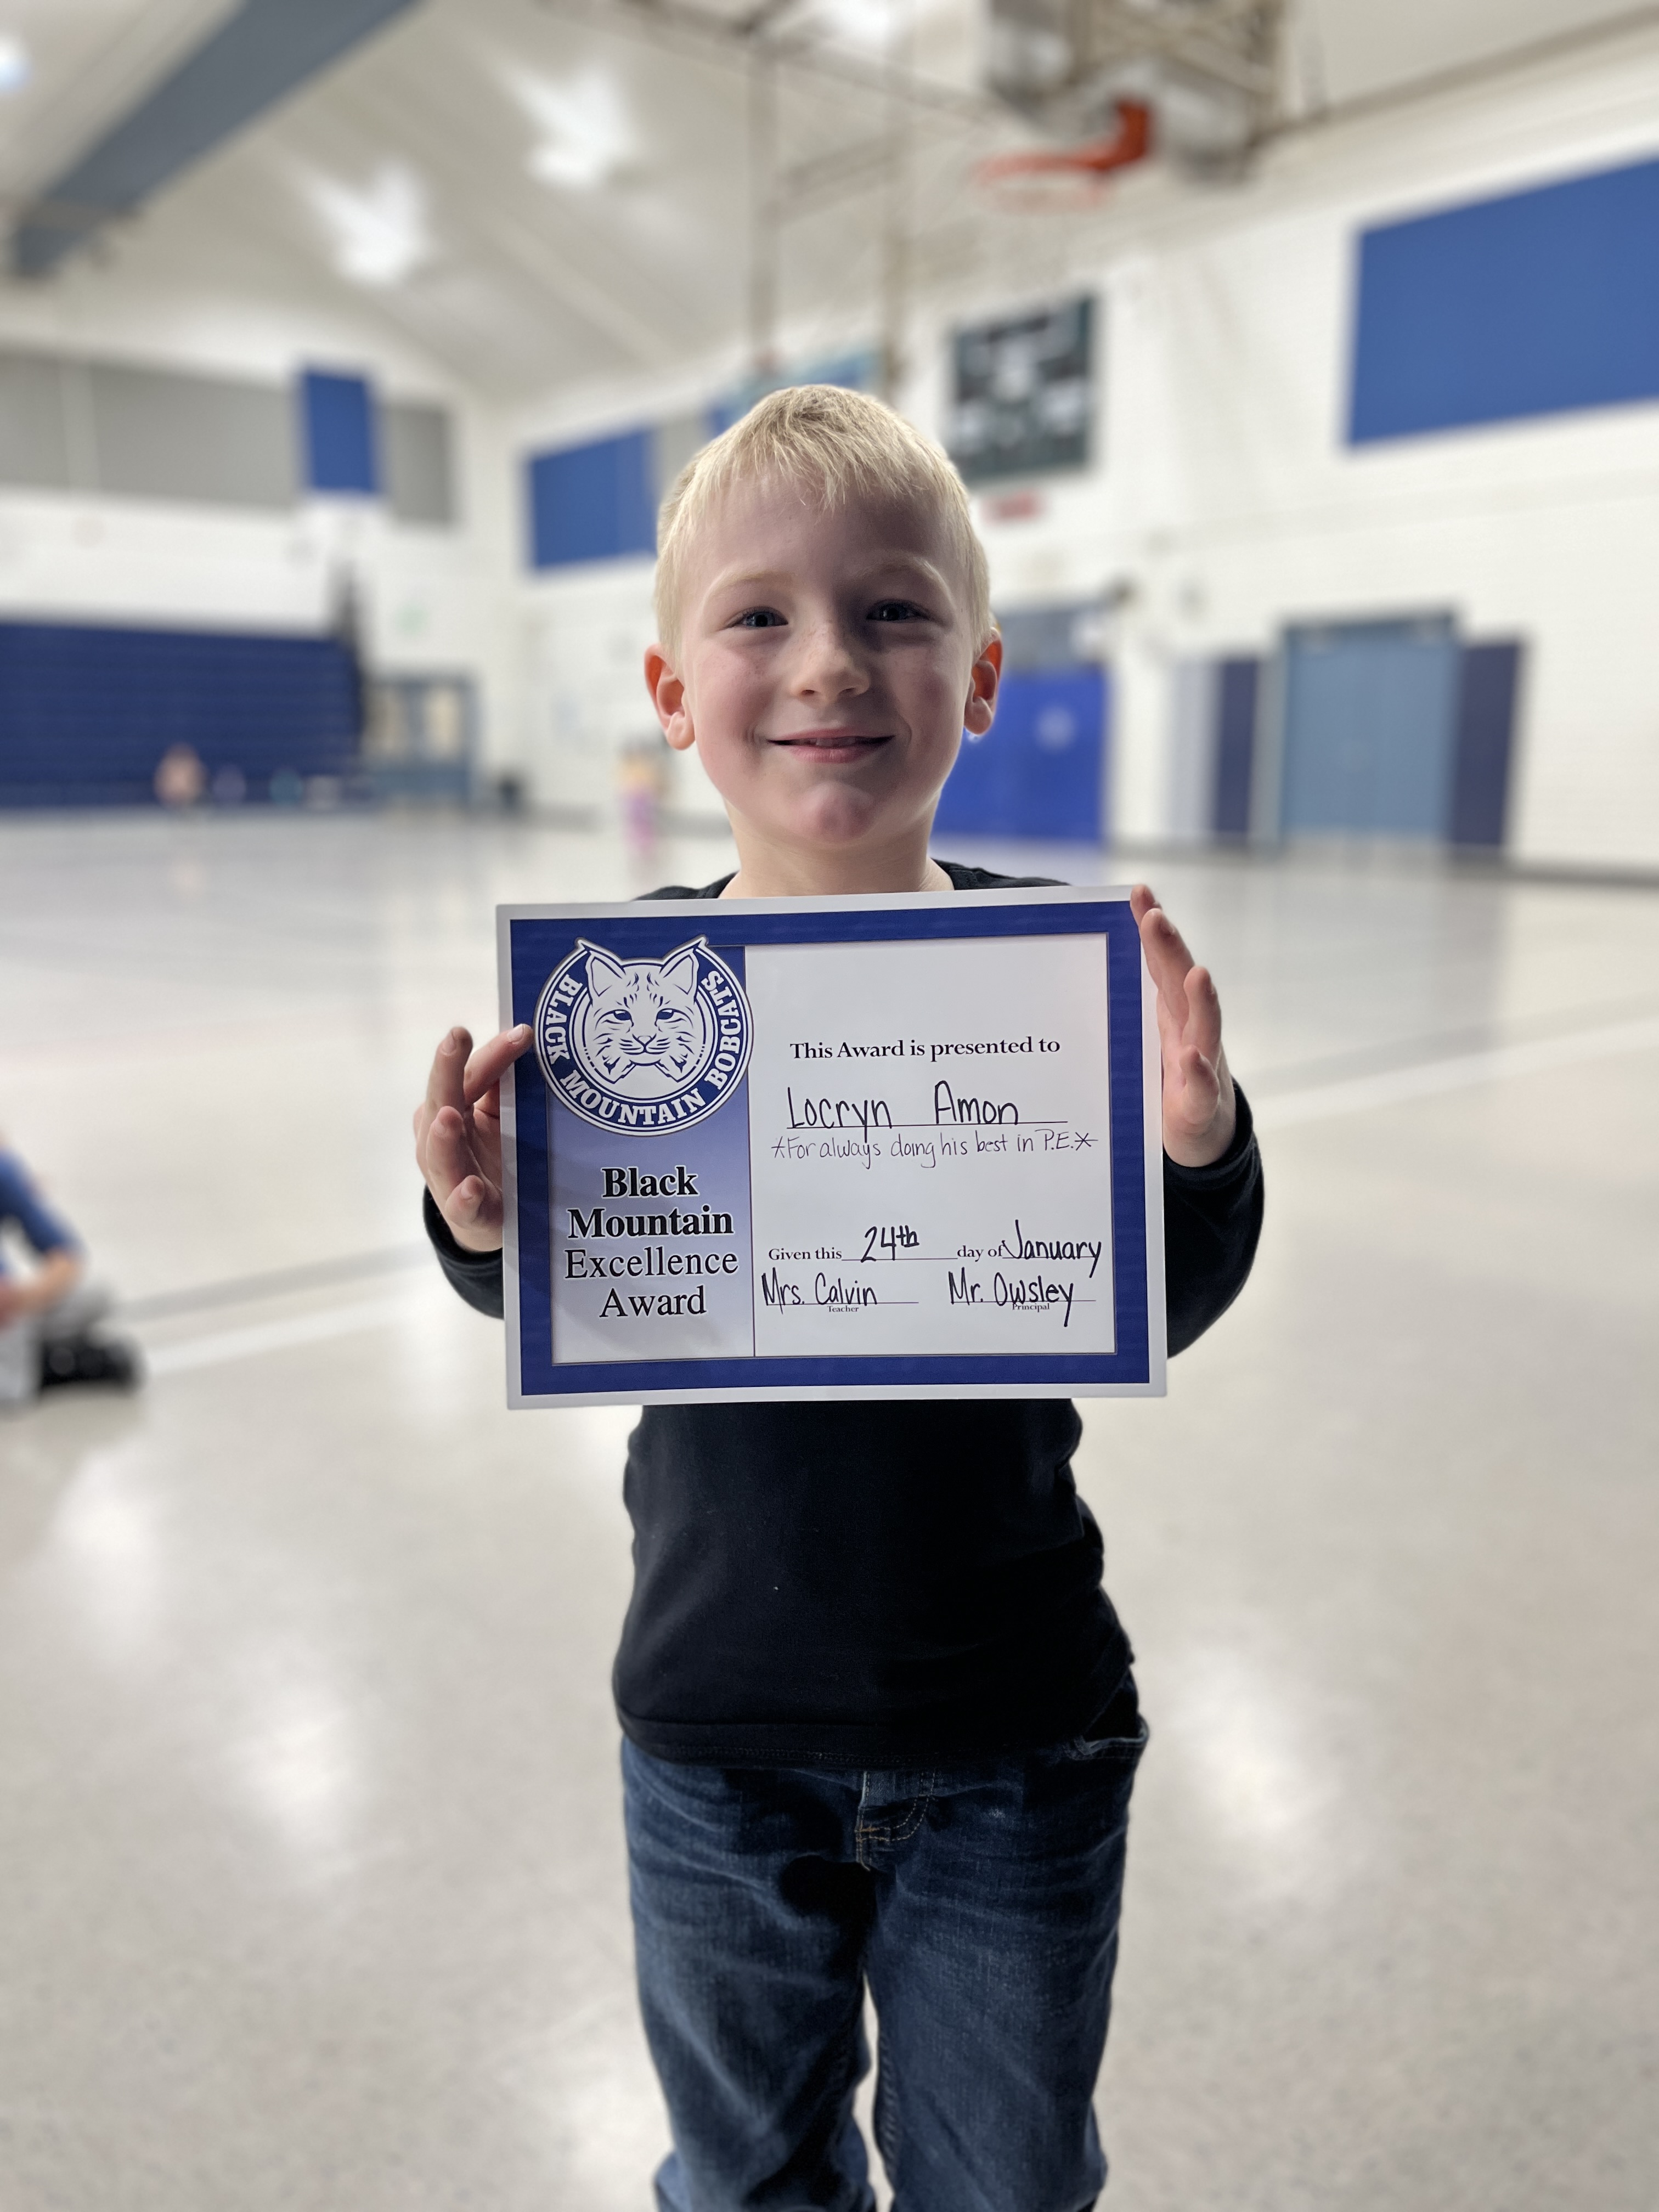 BLACK MOUNTAIN BOBCATS
Black
Mountain
Excellence
Award
This Award is presented to
Locryn Amon
*For always doing his best in P.E.*
Given this 24th day of January
Mrs. Calvin Mr. Owsley
Teacher Principal